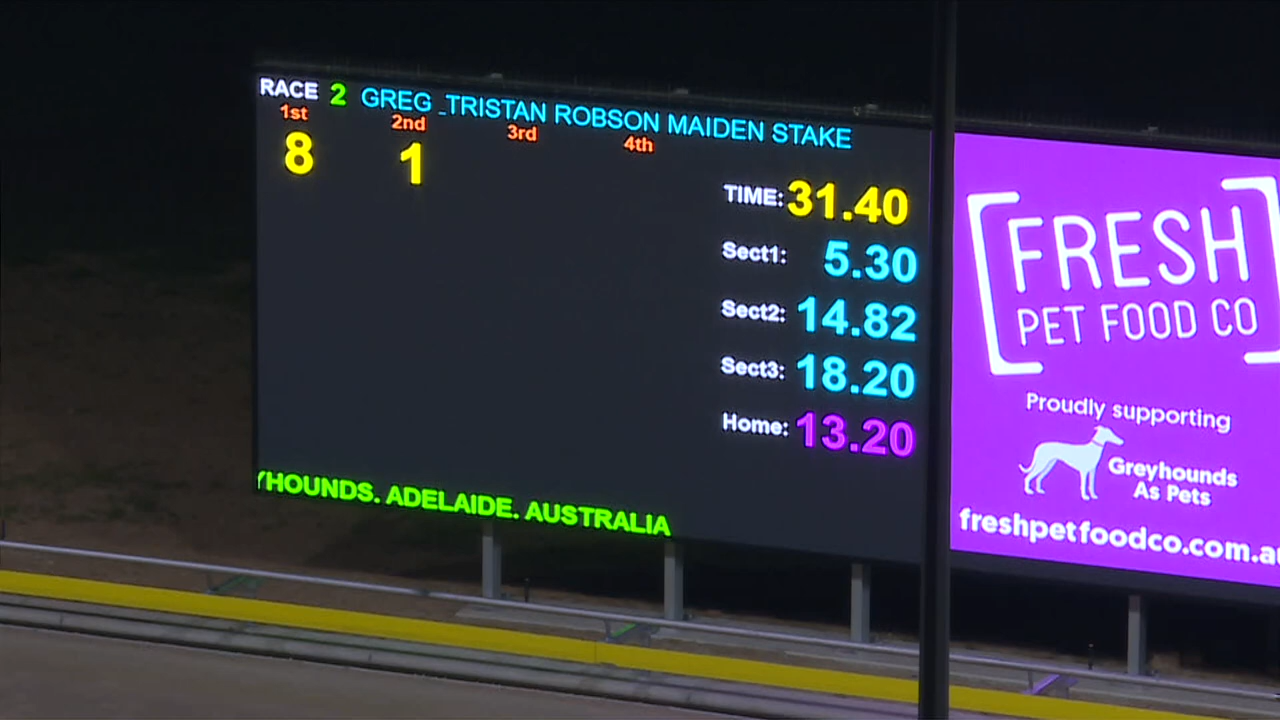 RACE 2 GREG _TRISTAN ROBSON MAIDEN STAKE
1st 2nd 3rd 4th
8 1
TIME: 31.40
Sect1: 5.30
Sect2: 14.82
Sect3: 18.20
Home: 13.20
YHOUNDS. ADELAIDE. AUSTRALIA
FRESH
PET FOOD CO
Proudly supporting
Greyhounds
As Pets
freshpetfoodco.com.au